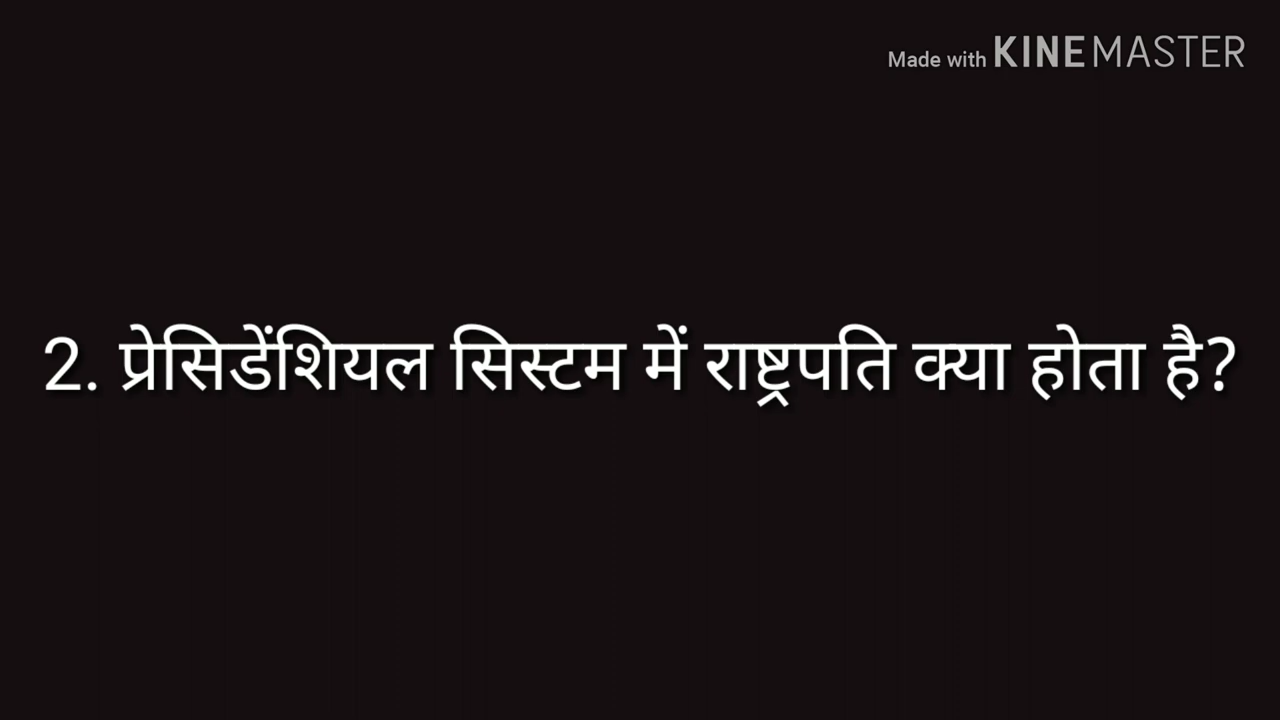 Made with KINEMASTER
2. प्रेसिडेंशियल सिस्टम में राष्ट्रपति क्या होता है?